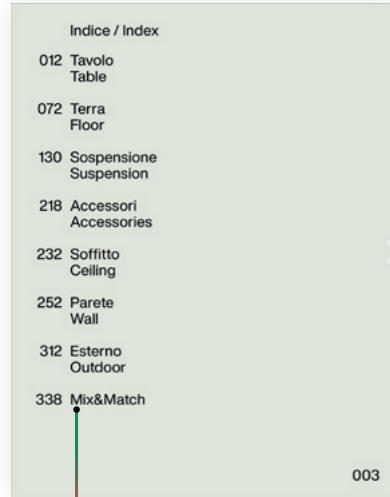 Indice / Index
012 Tavolo
Table
072 Terra
Floor
130 Sospensione
Suspension
218 Accessori
Accessories
232 Soffitto
Ceiling
252 Parete
Wall
312 Esterno
Outdoor
338 Mix&Match
003